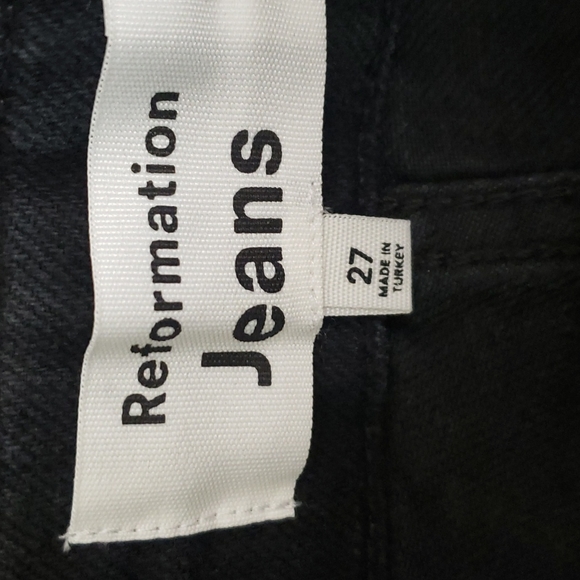 Reformation
Jeans
27
MADE IN
TURKEY